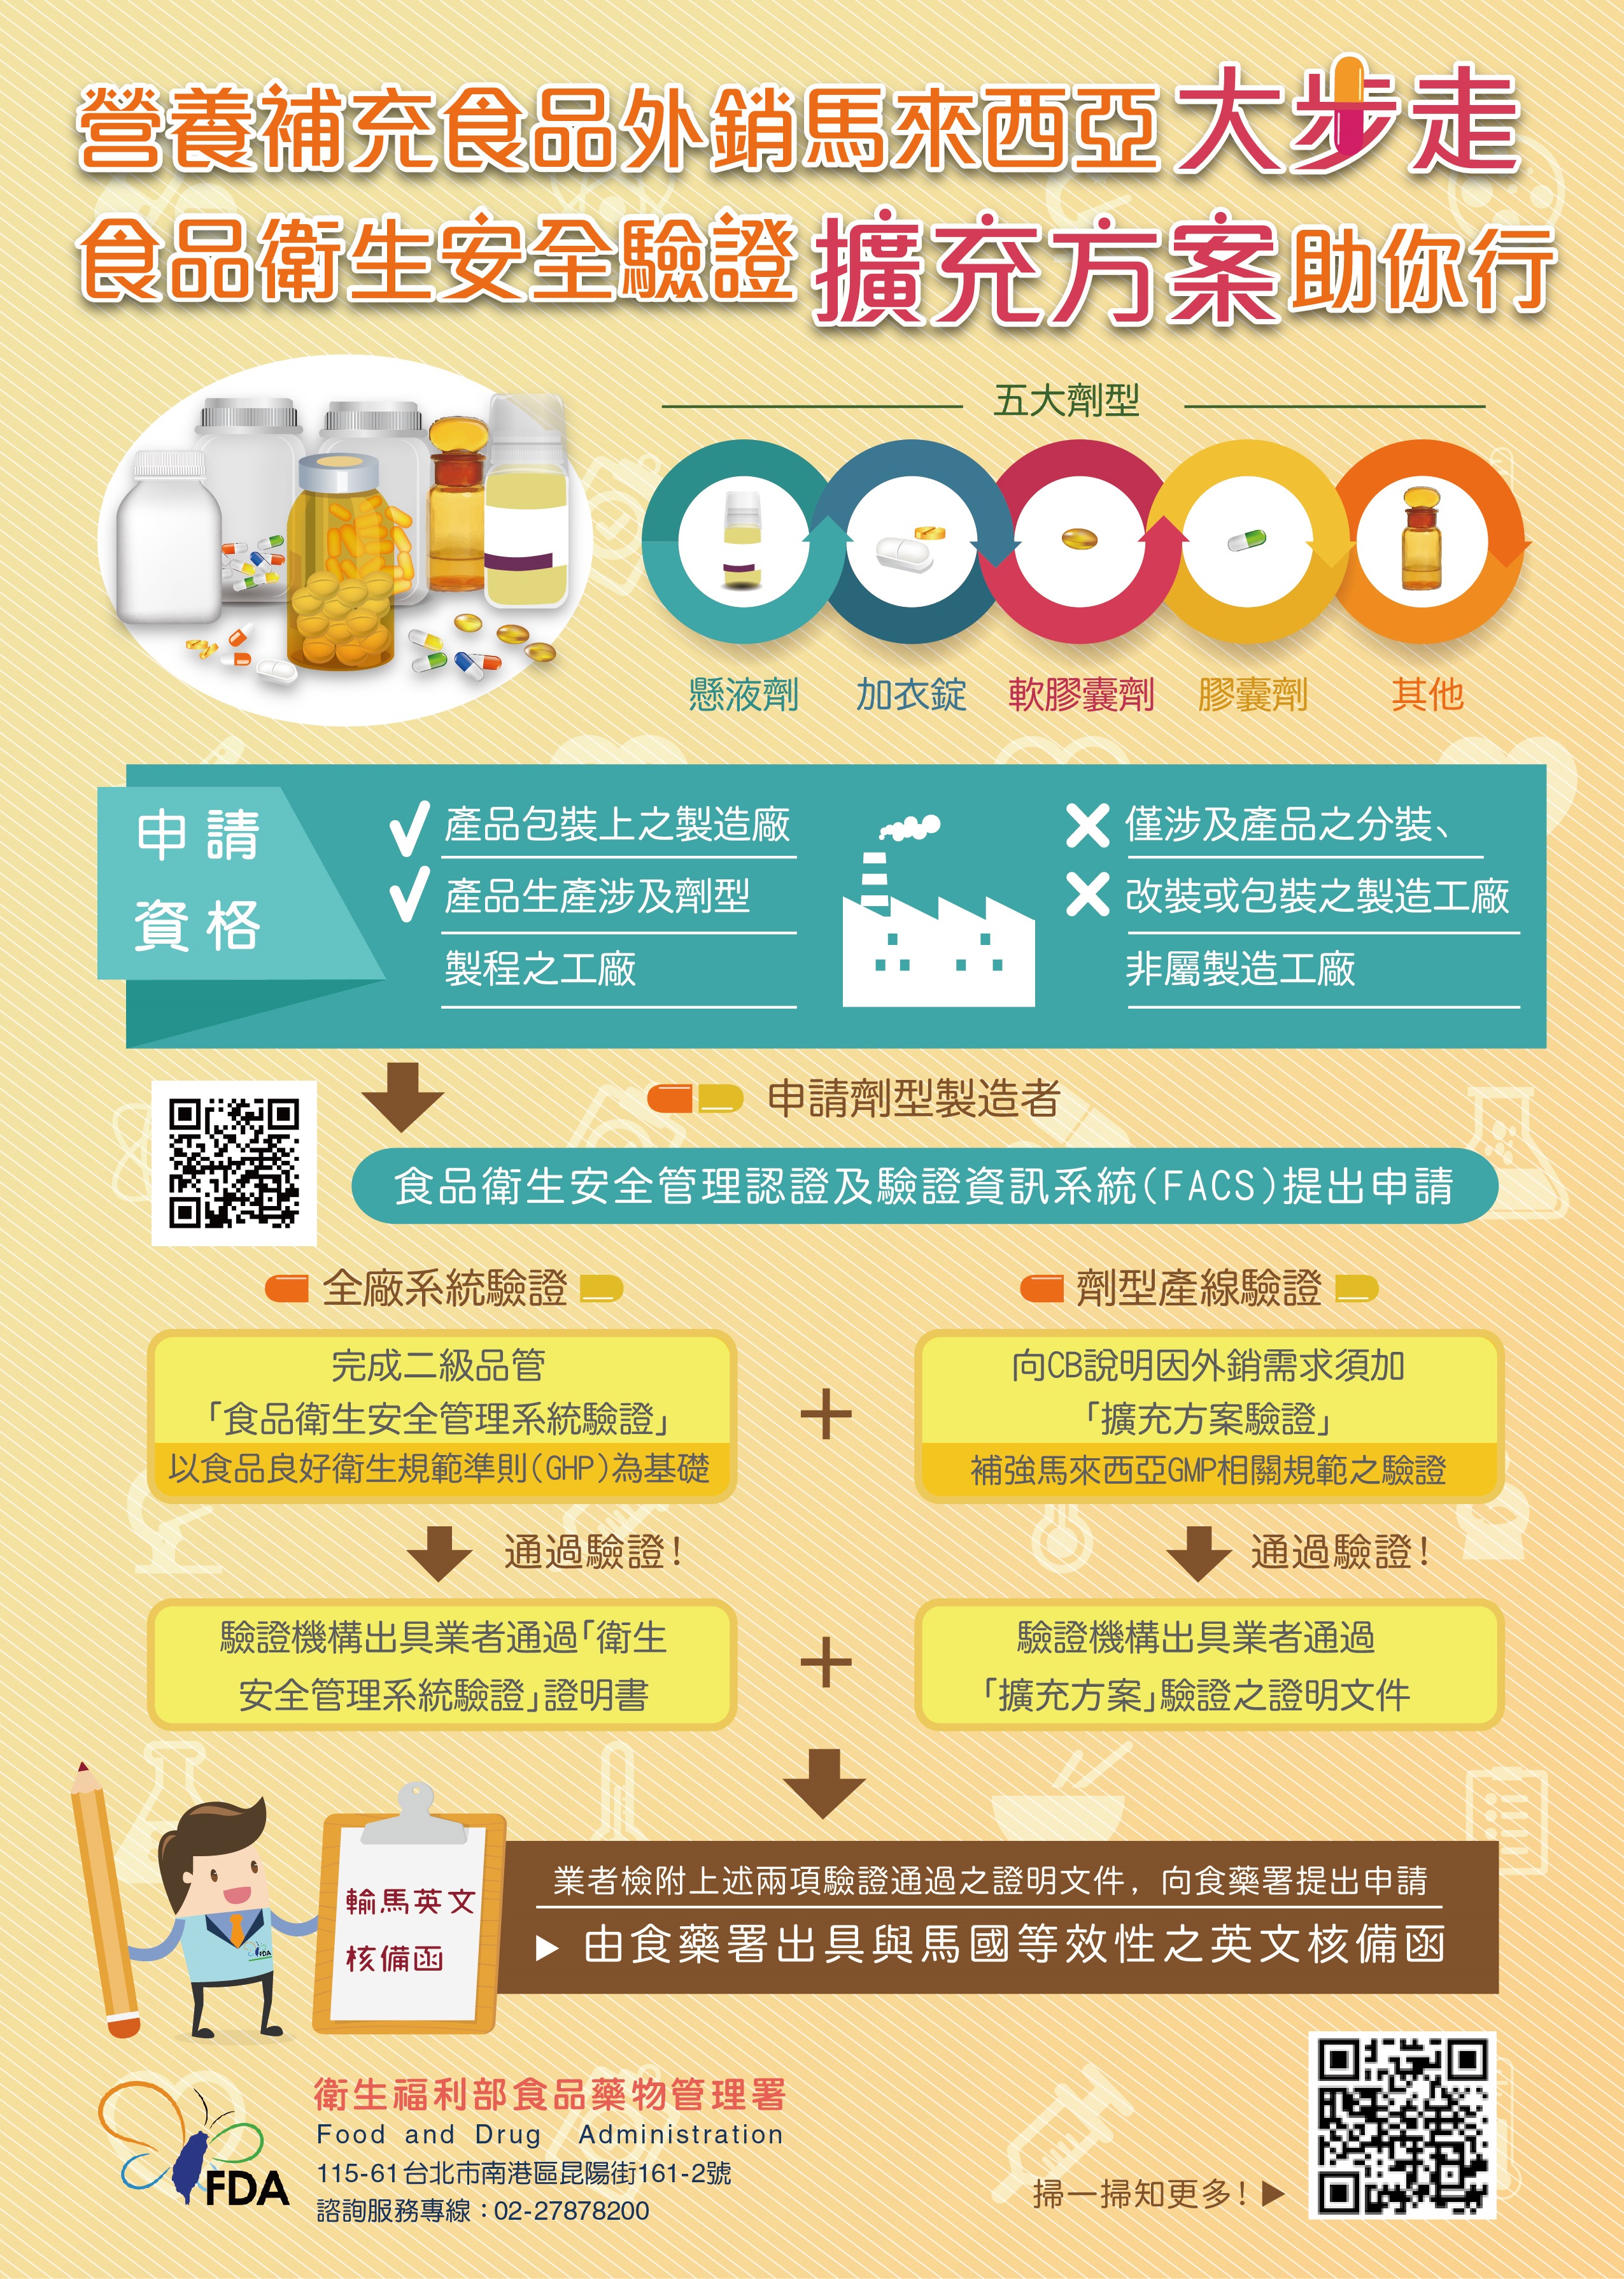 營養補充食品外銷馬來西亞大步走
食品衛生安全驗證擴充方案助你行
五大劑型
懸液劑
加衣錠
軟膠囊劑
膠囊劑
其他
申請
資格
產品包裝上之製造廠
產品生產涉及劑型
製程之工廠
僅涉及產品之分裝、
改裝或包裝之製造工廠
非屬製造工廠
申請劑型製造者
食品衛生安全管理認證及驗證資訊系統(FACS)提出申請
全廠系統驗證
完成二級品管
「食品衛生安全管理系統驗證」
以食品良好衛生規範準則(GHP)為基礎
+
劑型產線驗證
向CB說明因外銷需求須加
「擴充方案驗證」
補強馬來西亞GMP相關規範之驗證
通過驗證!
通過驗證!
驗證機構出具業者通過「衛生
安全管理系統驗證」證明書
+
驗證機構出具業者通過
「擴充方案」驗證之證明文件
輸馬英文
核備函
業者檢附上述兩項驗證通過之證明文件,向食藥署提出申請
由食藥署出具與馬國等效性之英文核備函
FDA
FDA
衛生福利部食品藥物管理署
Food and Drug Administration
115-61台北市南港區昆陽街161-2號
諮詢服務專線:02-27878200
掃一掃知更多!